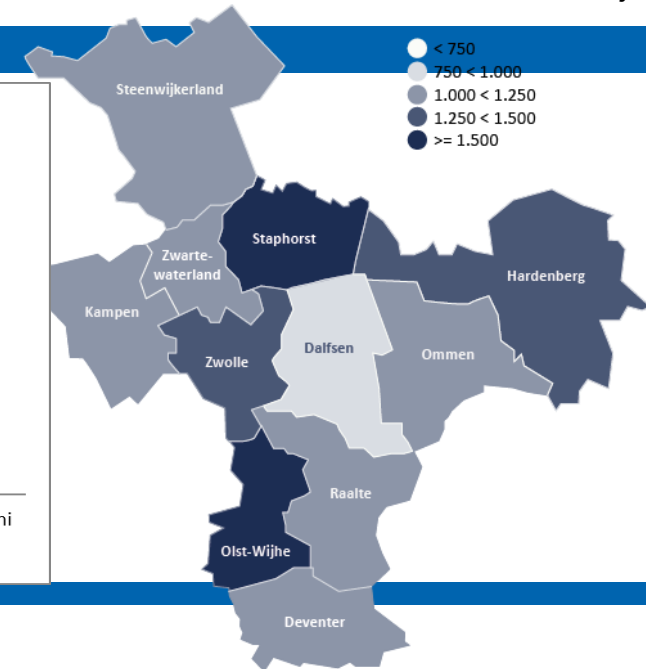 < 750
750 < 1.000
1.000 < 1.250
1.250 < 1.500
>= 1.500
Steenwijkerland
Staphorst
Zwarte-
waterland
Hardenberg
Kampen
Dalfsen
Ommen
Zwolle
Raalte
Olst-Wijhe
Deventer
ni